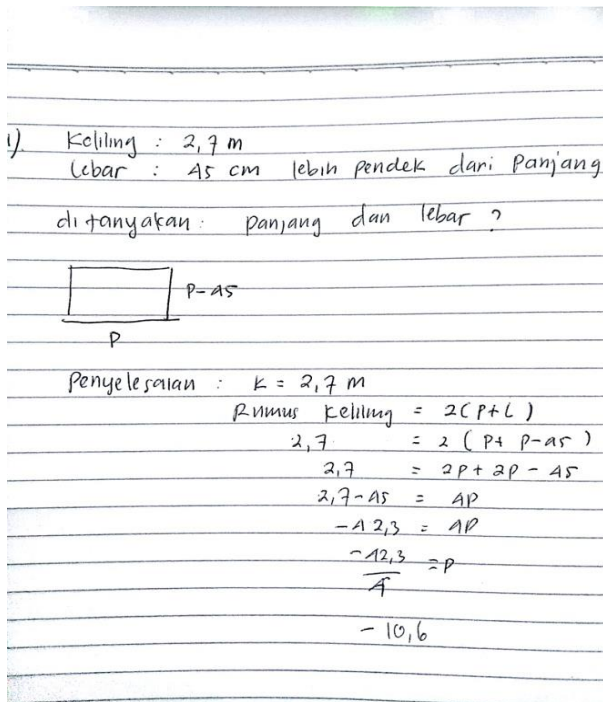 1) Keliling : 2,7 m
Lebar : 45 cm lebih pendek dari Panjang
ditanyakan : panjang dan lebar ?
P-45
P
Penyelesaian : K = 2,7 m
Rumus Keliling = 2(P+L)
2,7 = 2 (P+ P-45)
2,7 = 2P + 2P - 45
2,7-45 = 4P
-42,3 = 4P
-42,3 = P
4
- 10,6